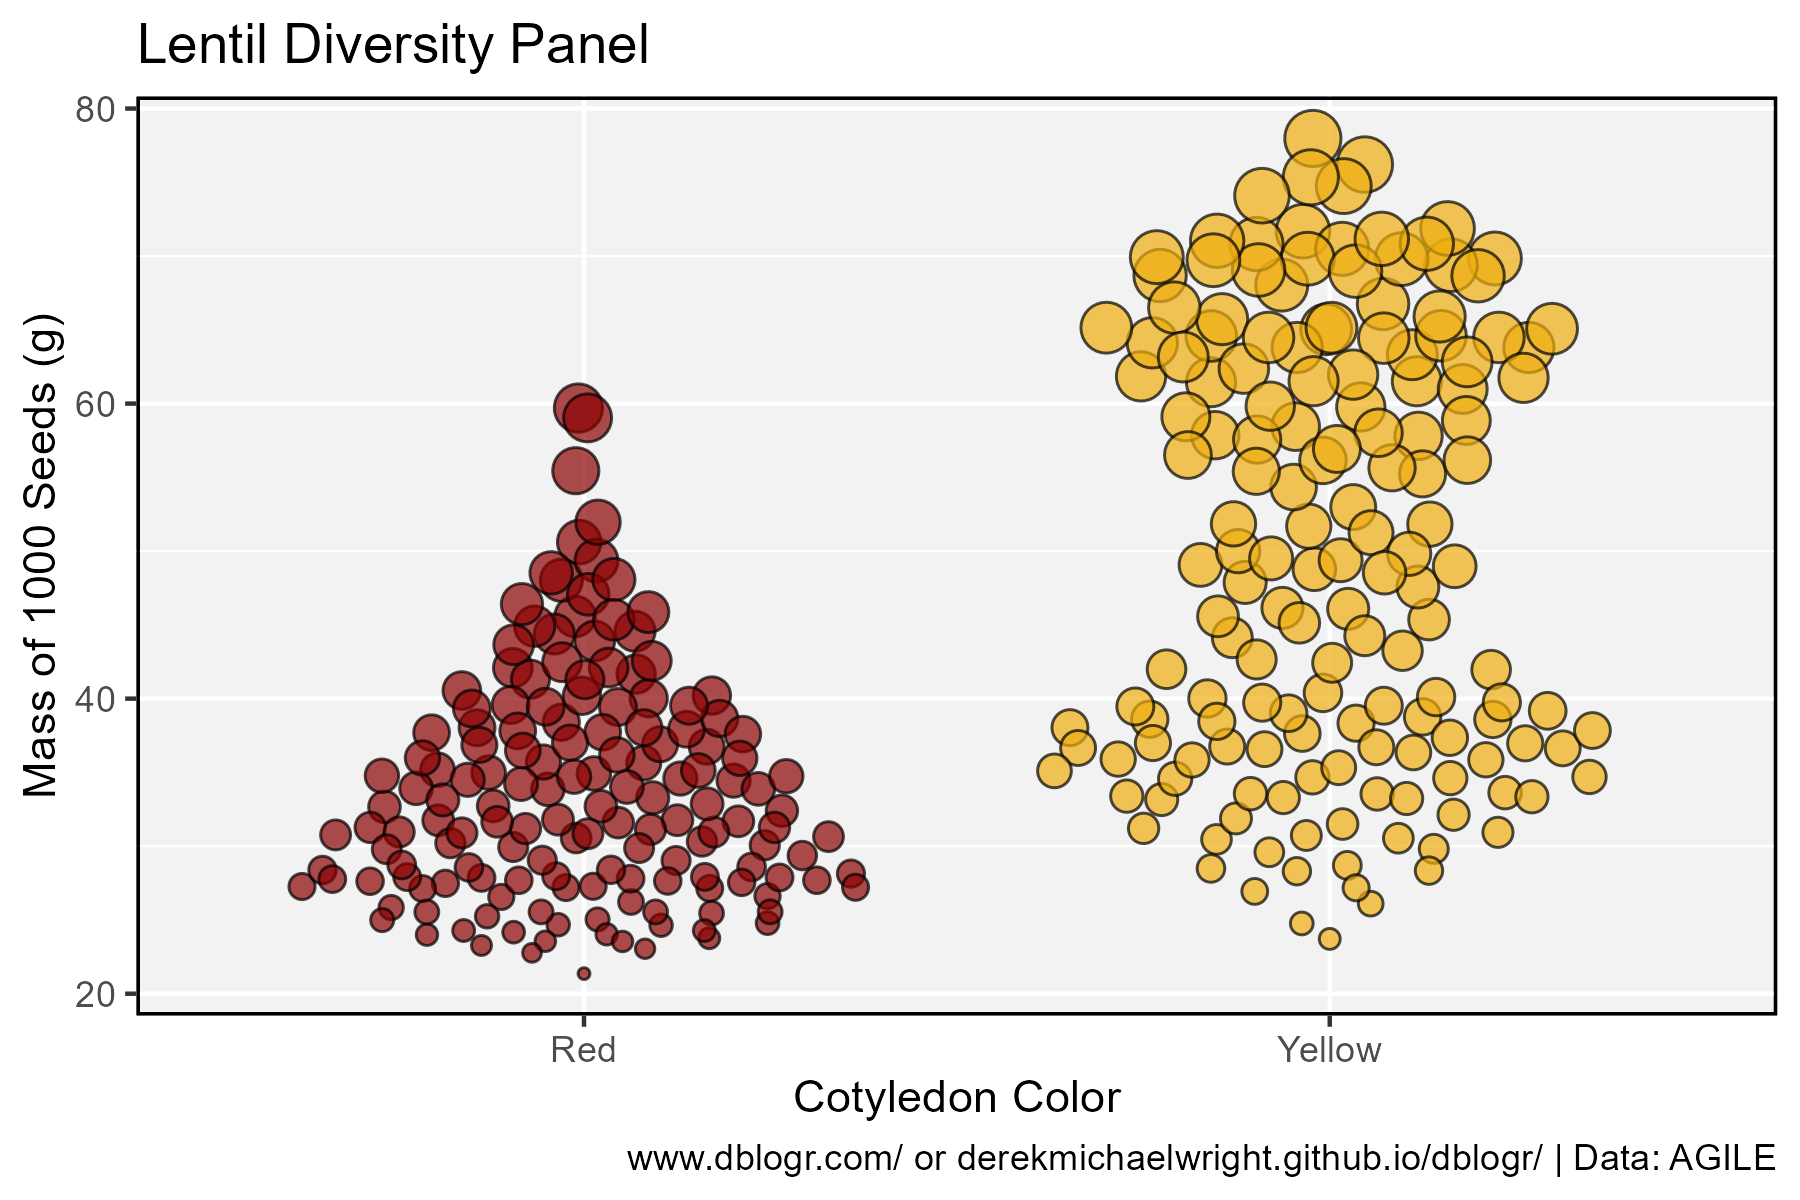 Lentil Diversity Panel
80
60
40
20
Mass of 1000 Seeds (g)
Red
Yellow
Cotyledon Color
www.dblogr.com/ or derekmichaelwright.github.io/dblogr/ | Data: AGILE